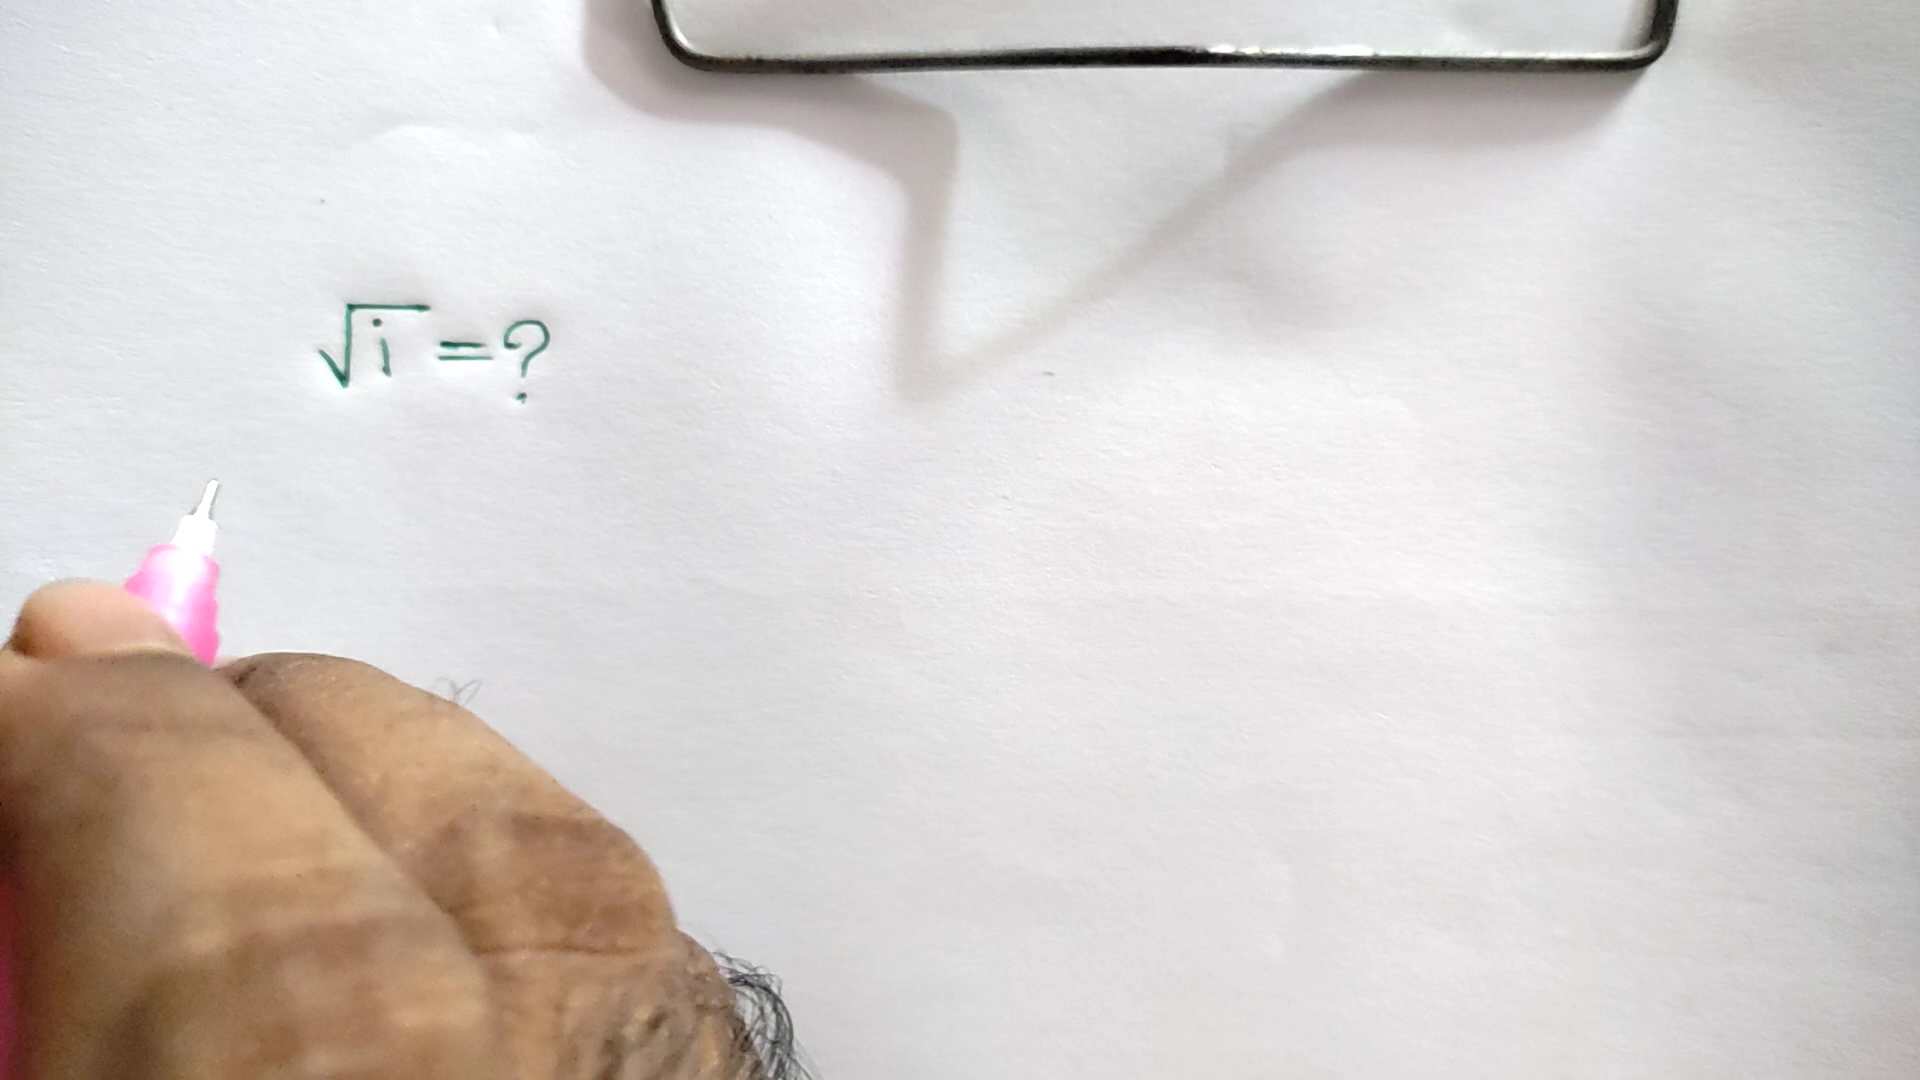 √i = ?